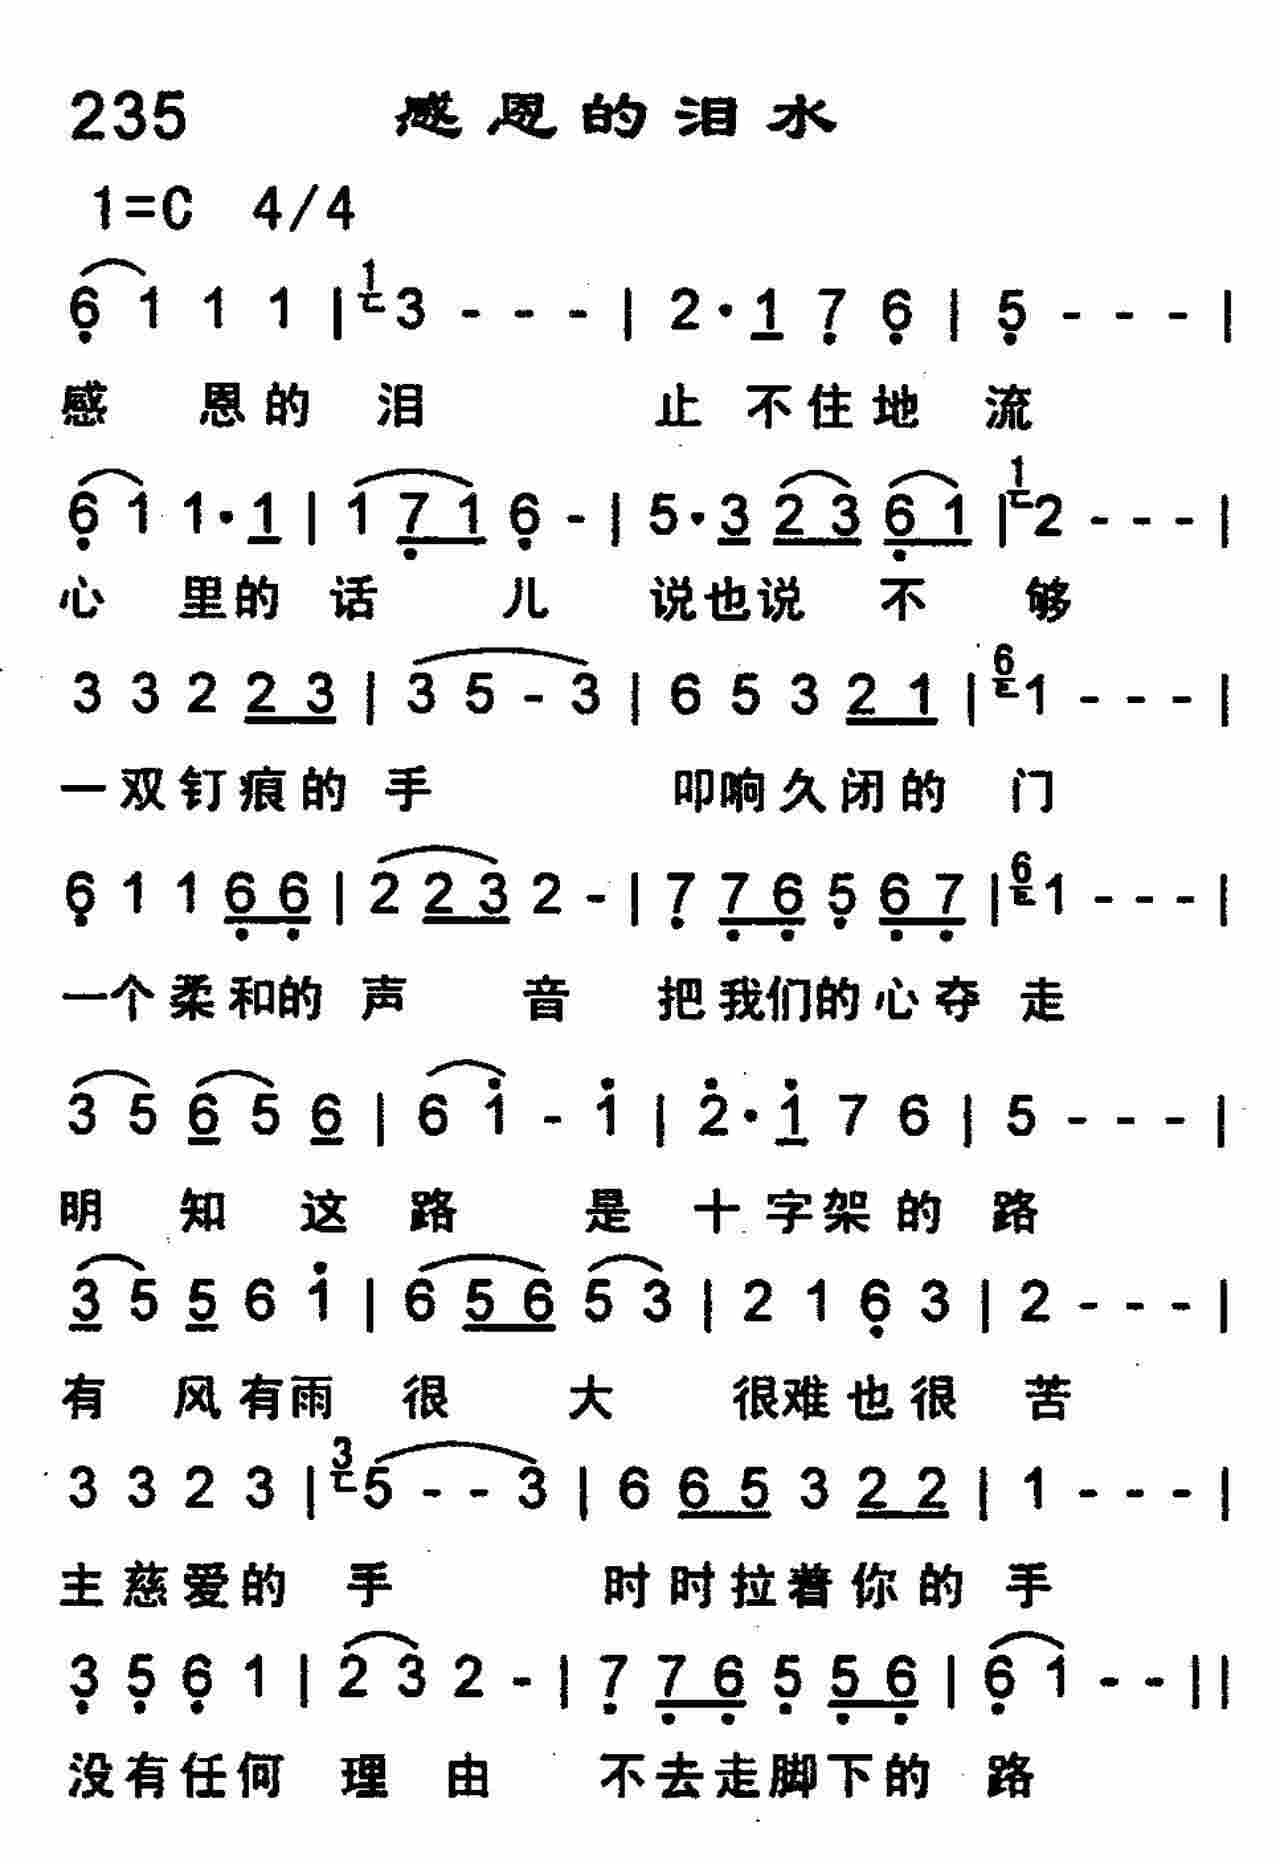 235 感恩的泪水
1=C 4/4
6̣ 1 1 1 | 1 3 - - - | 2 · 1 7̣ 6̣ | 5̣ - - - |
感 恩的 泪 止 不住地 流
6̣ 1 1 · 1 | 1 7̣ 1 6̣ - | 5 · 3 2 3 6̣ 1 | 1 2 - - - |
心 里的 话 儿 说也说 不 够
3 3 2 2 3 | 3 5 - 3 | 6 5 3 2 1 | 6 1 - - - |
一双钉痕的 手 叩响久闭的 门
6̣ 1 1 6̣ 6̣ | 2 2 3 2 - | 7̣ 7̣ 6̣ 5̣ 6̣ 7̣ | 6 1 - - - |
一个柔和的 声 音 把我们的心夺 走
3 5 6 5 6 | 6 1̇ - 1̇ | 2̇ · 1̇ 7 6 | 5 - - - |
明 知 这 路 是 十字架的 路
3 5 5 6 1̇ | 6 5 6 5 3 | 2 1 6̣ 3 | 2 - - - |
有 风有雨 很 大 很难也很 苦
3 3 2 3 | 3 5 - - 3 | 6 6 5 3 2 2 | 1 - - - |
主慈爱的 手 时时拉着你的 手
3̣ 5̣ 6̣ 1 | 2 3 2 - | 7̣ 7̣ 6̣ 5̣ 5̣ 6̣ | 6̣ 1 - - ||
没有任何 理 由 不去走脚下的 路